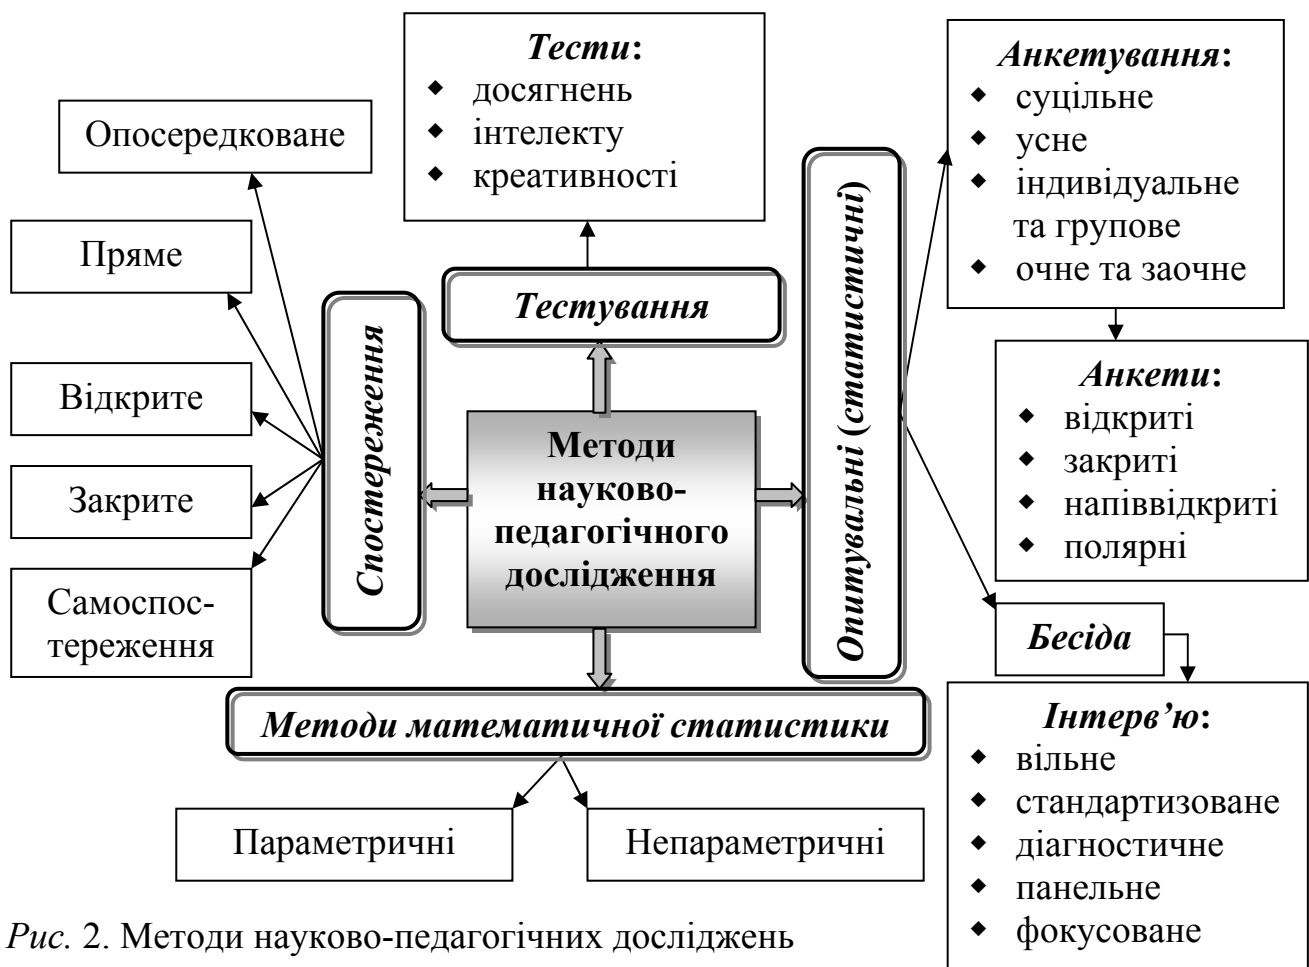 Тести:
◆ досягнень
◆ інтелекту
◆ креативності
Анкетування:
◆ суцільне
◆ усне
◆ індивідуальне
та групове
◆ очне та заочне
Опосередковане
Пряме
Відкрите
Закрите
Самоспос-
тереження
Спостереження
Тестування
Опитувальні (статистичні)
Методи
науково-
педагогічного
дослідження
Анкети:
◆ відкриті
◆ закриті
◆ напіввідкриті
◆ полярні
Бесіда
Методи математичної статистики
Інтерв’ю:
◆ вільне
◆ стандартизоване
◆ діагностичне
◆ панельне
◆ фокусоване
Параметричні
Непараметричні
Рис. 2. Методи науково-педагогічних досліджень